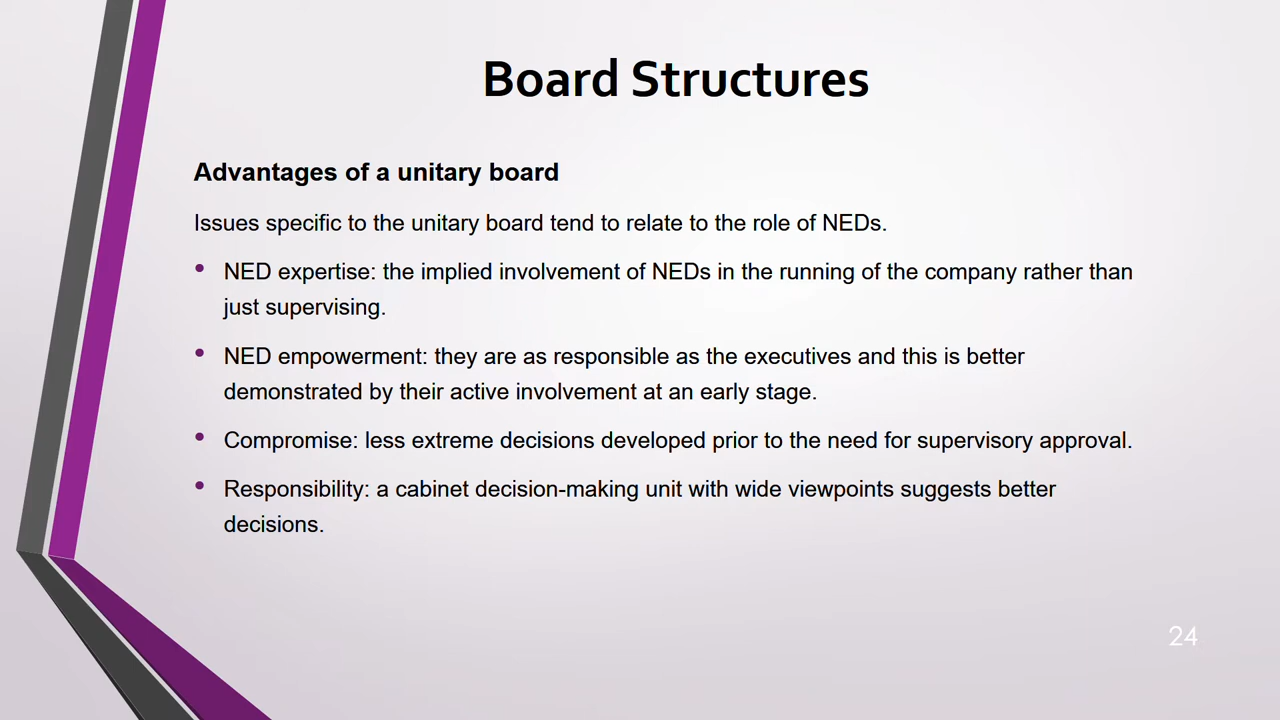 Board Structures
Advantages of a unitary board
Issues specific to the unitary board tend to relate to the role of NEDs.
• NED expertise: the implied involvement of NEDs in the running of the company rather than
just supervising.
• NED empowerment: they are as responsible as the executives and this is better
demonstrated by their active involvement at an early stage.
• Compromise: less extreme decisions developed prior to the need for supervisory approval.
• Responsibility: a cabinet decision-making unit with wide viewpoints suggests better
decisions.
24